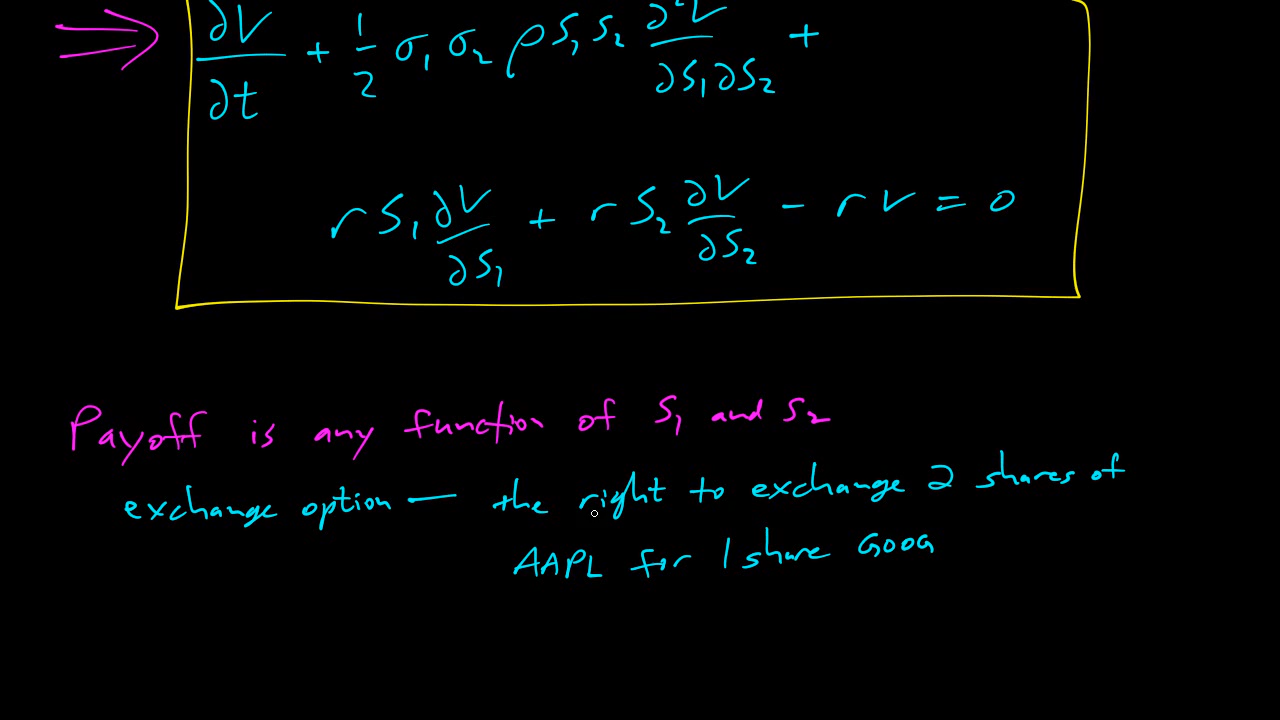 ∂V/∂t + 1/2 σ₁ σ₂ ρ S₁ S₂ ∂²V/∂S₁∂S₂ +
r S₁ ∂V/∂S₁ + r S₂ ∂V/∂S₂ - r V = 0
Payoff is any function of S₁ and S₂
exchange option — the right to exchange 2 shares of
AAPL for 1 share GOOG